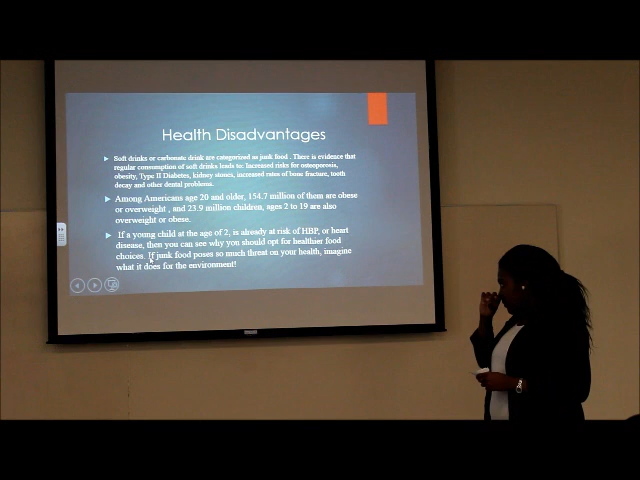 Health Disadvantages
Soft drinks or carbonate drink are categorized as junk food . There is evidence that
regular consumption of soft drinks leads to: Increased risks for osteoporosis,
obesity, Type II Diabetes, kidney stones, increased rates of bone fracture, tooth
decay and other dental problems.
Among Americans age 20 and older, 154.7 million of them are obese
or overweight , and 23.9 million children, ages 2 to 19 are also
overweight or obese.
If a young child at the age of 2, is already at risk of HBP, or heart
disease, then you can see why you should opt for healthier food
choices. If junk food poses so much threat on your health, imagine
what it does for the environment!